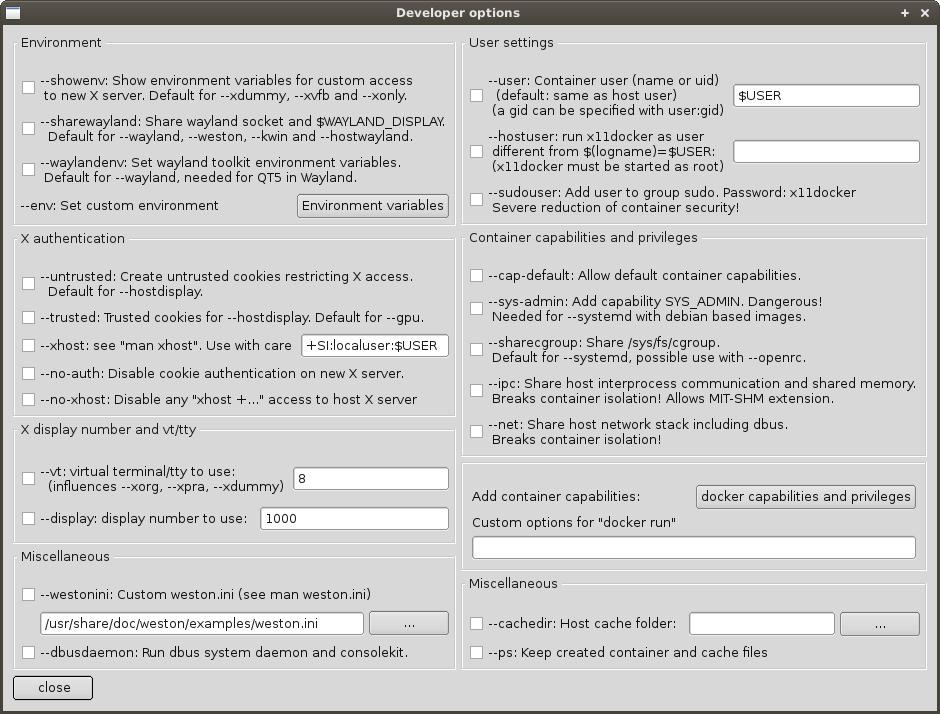 Developer options
Environment
--showenv: Show environment variables for custom access
to new X server. Default for --xdummy, --xvfb and --xonly.
--sharewayland: Share wayland socket and $WAYLAND_DISPLAY.
Default for --wayland, --weston, --kwin and --hostwayland.
--waylandenv: Set wayland toolkit environment variables.
Default for --wayland, needed for QT5 in Wayland.
--env: Set custom environment
Environment variables
X authentication
--untrusted: Create untrusted cookies restricting X access.
Default for --hostdisplay.
--trusted: Trusted cookies for --hostdisplay. Default for --gpu.
--xhost: see "man xhost". Use with care
+SI:localuser:$USER
--no-auth: Disable cookie authentication on new X server.
--no-xhost: Disable any "xhost +..." access to host X server
X display number and vt/tty
--vt: virtual terminal/tty to use:
(influences --xorg, --xpra, --xdummy)
8
--display: display number to use:
1000
Miscellaneous
--westonini: Custom weston.ini (see man weston.ini)
/usr/share/doc/weston/examples/weston.ini
...
--dbusdaemon: Run dbus system daemon and consolekit.
close
User settings
--user: Container user (name or uid)
(default: same as host user)
(a gid can be specified with user:gid)
$USER
--hostuser: run x11docker as user
different from $(logname)=$USER:
(x11docker must be started as root)
--sudouser: Add user to group sudo. Password: x11docker
Severe reduction of container security!
Container capabilities and privileges
--cap-default: Allow default container capabilities.
--sys-admin: Add capability SYS_ADMIN. Dangerous!
Needed for --systemd with debian based images.
--sharecgroup: Share /sys/fs/cgroup.
Default for --systemd, possible use with --openrc.
--ipc: Share host interprocess communication and shared memory.
Breaks container isolation! Allows MIT-SHM extension.
--net: Share host network stack including dbus.
Breaks container isolation!
Add container capabilities:
docker capabilities and privileges
Custom options for "docker run"
Miscellaneous
--cachedir: Host cache folder:
...
--ps: Keep created container and cache files